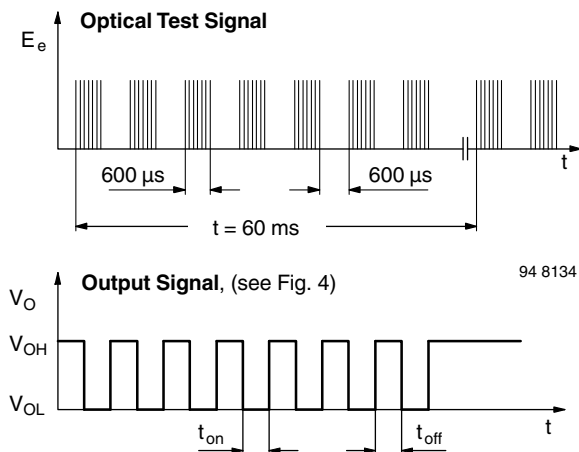 Optical Test Signal
E e
t
600 µs
600 µs
t = 60 ms
94 8134
Output Signal, (see Fig. 4)
V O
V OH
V OL
t
t on
t off